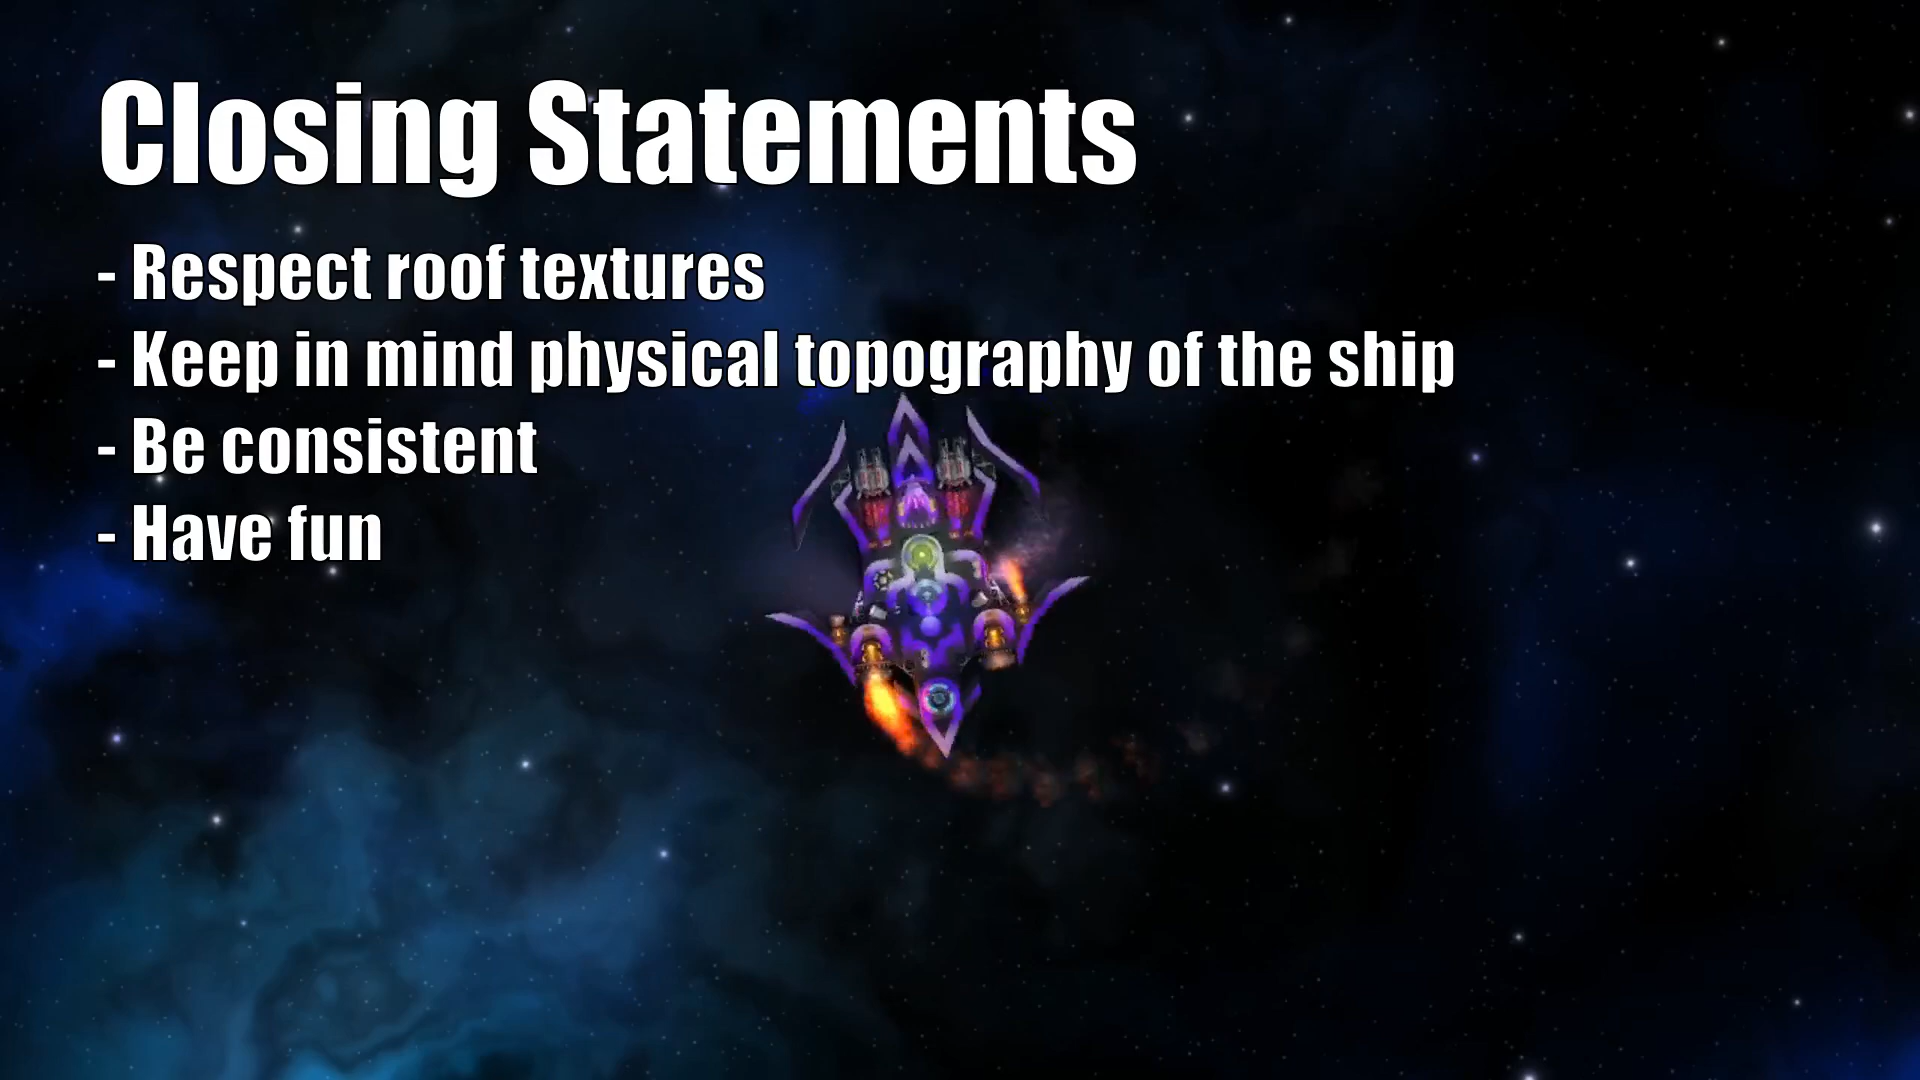 Closing Statements
- Respect roof textures
- Keep in mind physical topography of the ship
- Be consistent
- Have fun